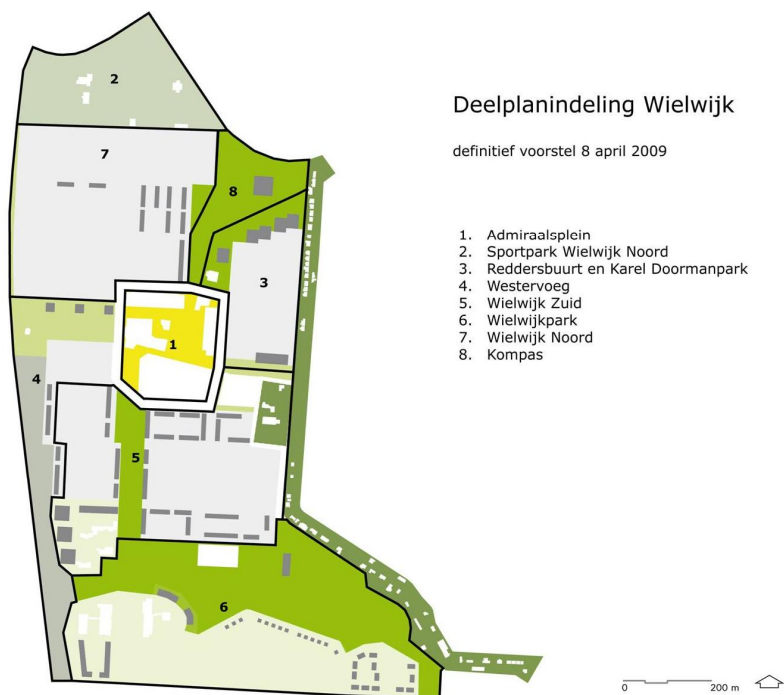 Deelplanindeling Wielwijk
definitief voorstel 8 april 2009
1. Admiraalsplein
2. Sportpark Wielwijk Noord
3. Reddersbuurt en Karel Doormanpark
4. Westervoeg
5. Wielwijk Zuid
6. Wielwijkpark
7. Wielwijk Noord
8. Kompas
2
7
8
3
1
4
5
6
0 200 m